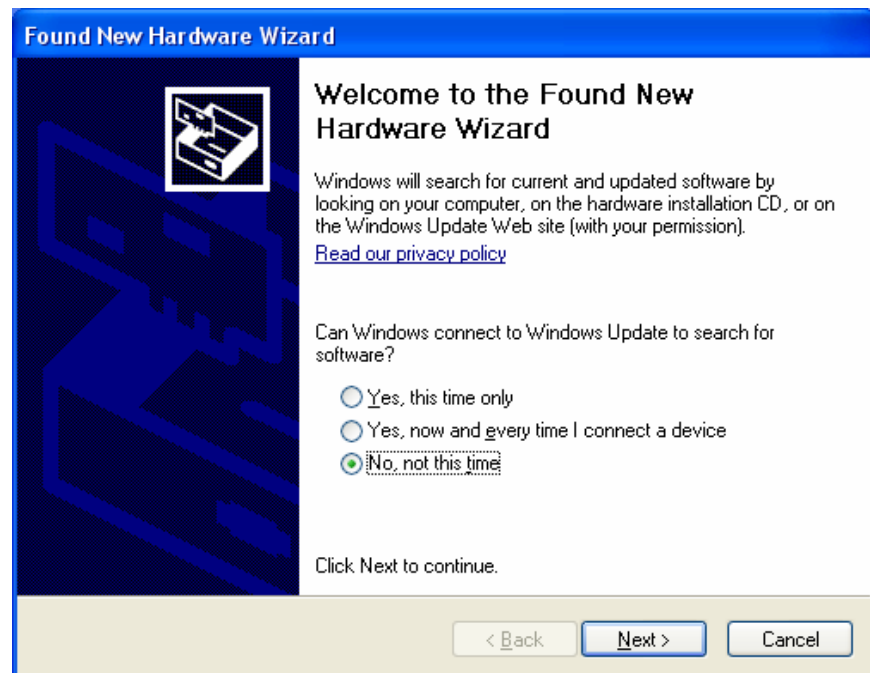 Found New Hardware Wizard
Welcome to the Found New
Hardware Wizard
Windows will search for current and updated software by
looking on your computer, on the hardware installation CD, or on
the Windows Update Web site (with your permission).
Read our privacy policy
Can Windows connect to Windows Update to search for
software?
Yes, this time only
Yes, now and every time I connect a device
No, not this time
Click Next to continue.
< Back Next > Cancel